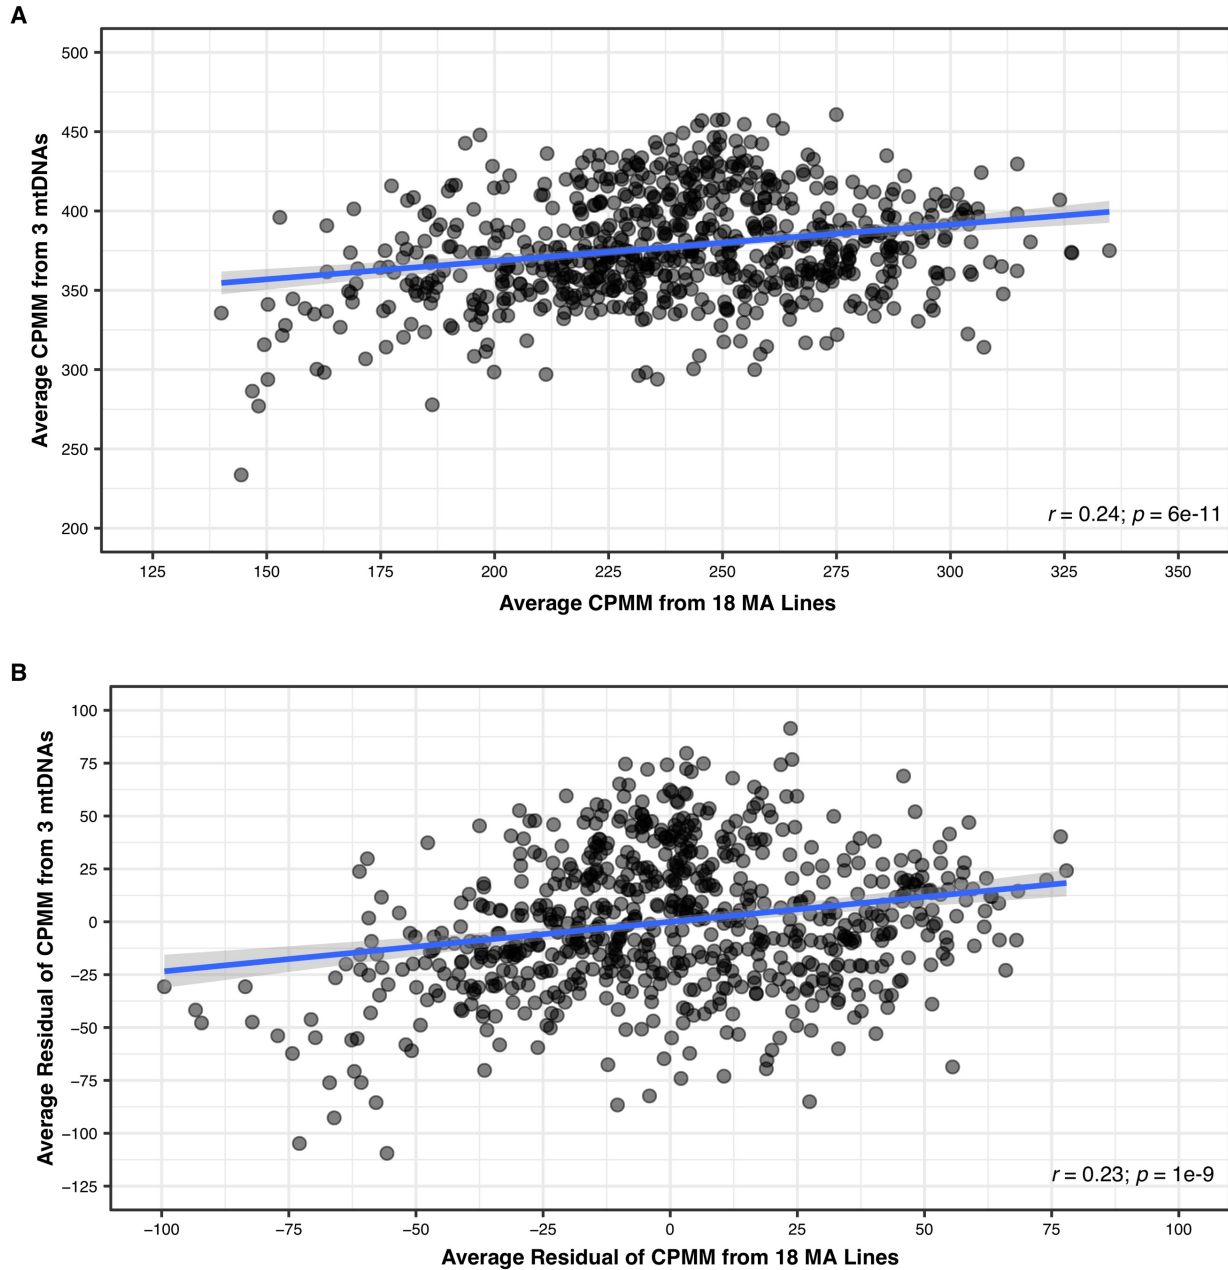 A
500
450
400
350
300
250
200
Average CPMM from 3 mtDNAs
r = 0.24; p = 6e-11
125 150 175 200 225 250 275 300 325 350
Average CPMM from 18 MA Lines
B
100
75
50
25
0
−25
−50
−75
−100
−125
Average Residual of CPMM from 3 mtDNAs
r = 0.23; p = 1e-9
−100 −75 −50 −25 0 25 50 75 100
Average Residual of CPMM from 18 MA Lines